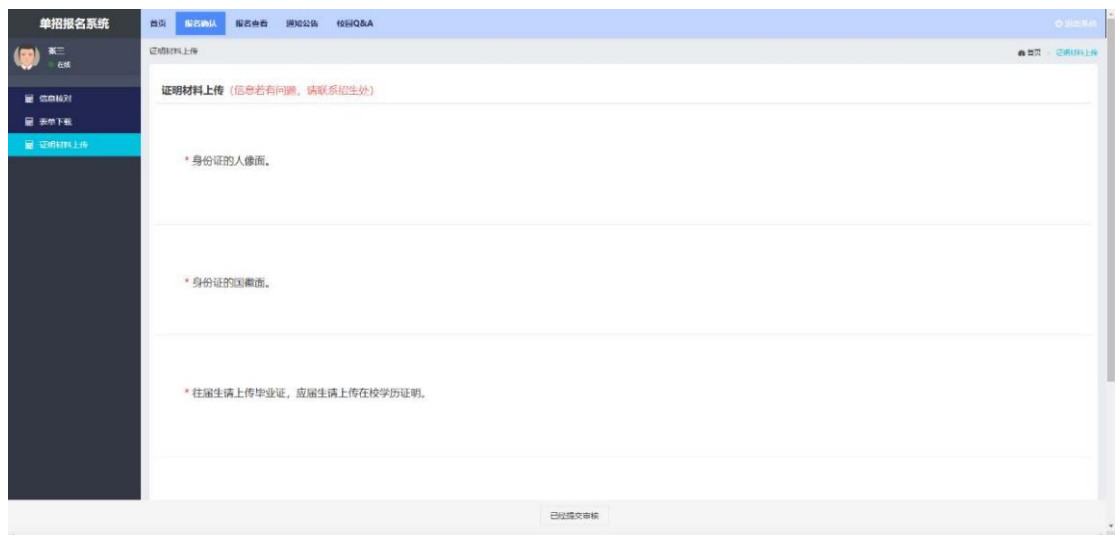 单招报名系统
首页 报名确认 报名查看 通知公告 校园Q&A
退出系统
张三
在线
证明材料上传
首页 证明材料上传
证明材料上传（信息若有问题，请联系招生处）
信息核对
表单下载
证明材料上传
* 身份证的人像面。
* 身份证的国徽面。
* 往届生请上传毕业证，应届生请上传在校学历证明。
已经提交审核